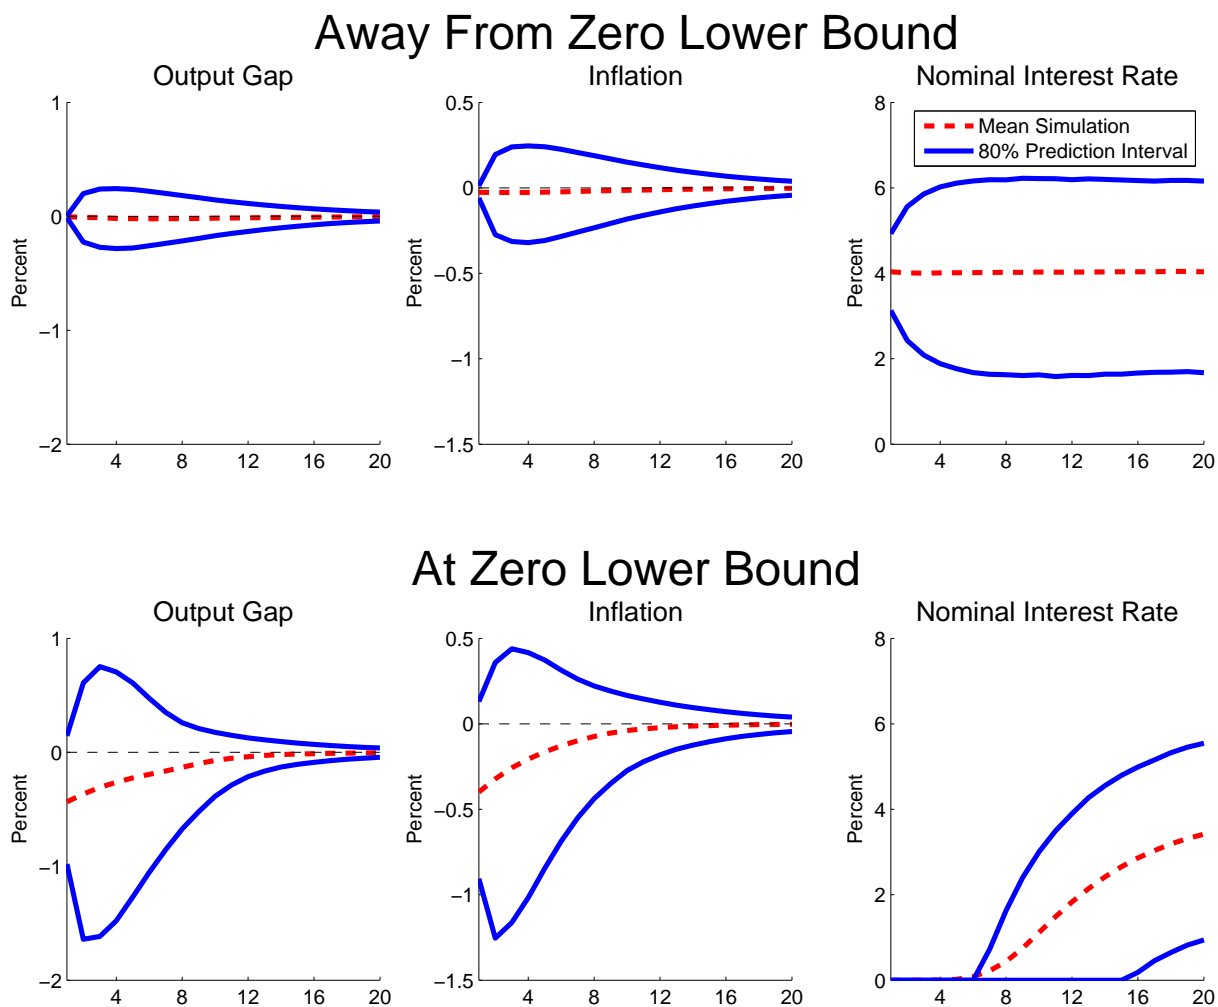 Away From Zero Lower Bound
Output Gap
Inflation
Nominal Interest Rate
1
0
−1
−2
Percent
4 8 12 16 20
0.5
0
−0.5
−1
−1.5
Percent
4 8 12 16 20
8
6
4
2
0
Percent
4 8 12 16 20
Mean Simulation
80% Prediction Interval
At Zero Lower Bound
Output Gap
Inflation
Nominal Interest Rate
1
0
−1
−2
Percent
4 8 12 16 20
0.5
0
−0.5
−1
−1.5
Percent
4 8 12 16 20
8
6
4
2
0
Percent
4 8 12 16 20